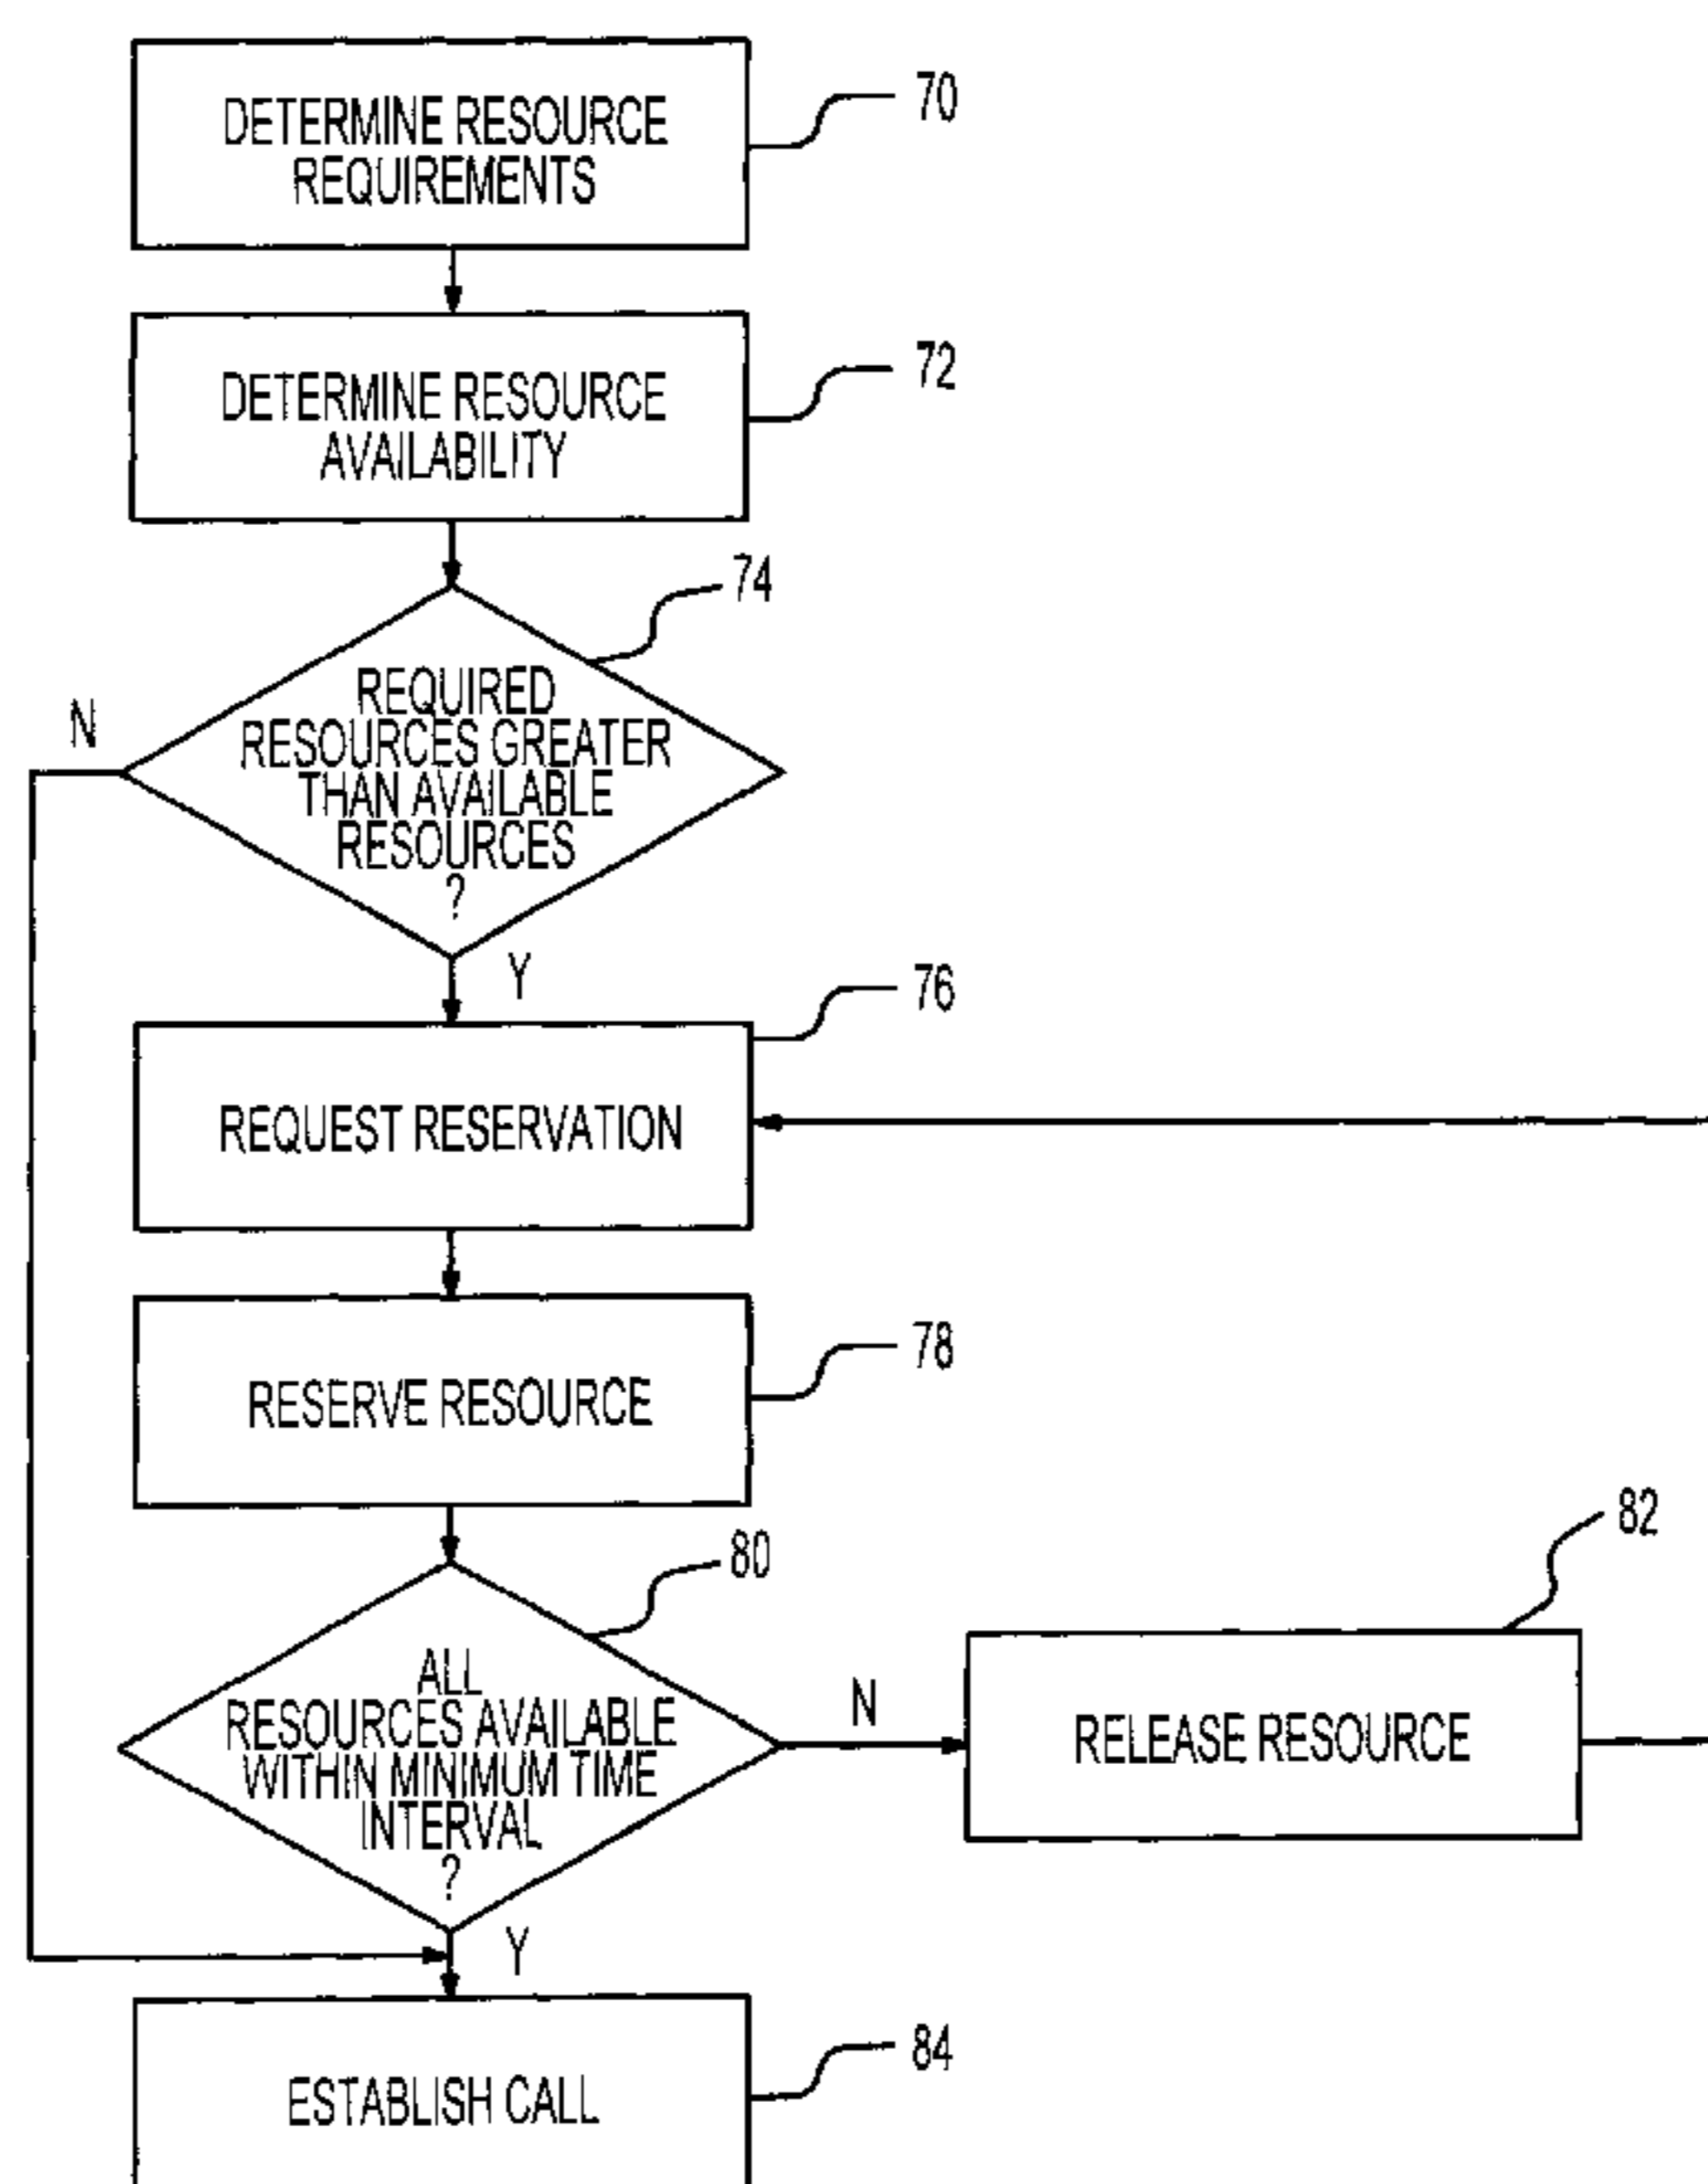 DETERMINE RESOURCE
REQUIREMENTS
70
DETERMINE RESOURCE
AVAILABILITY
72
74
REQUIRED
RESOURCES GREATER
THAN AVAILABLE
RESOURCES
?
N
Y
76
REQUEST RESERVATION
78
RESERVE RESOURCE
80
ALL
RESOURCES AVAILABLE
WITHIN MINIMUM TIME
INTERVAL
?
N
82
RELEASE RESOURCE
Y
84
ESTABLISH CALL